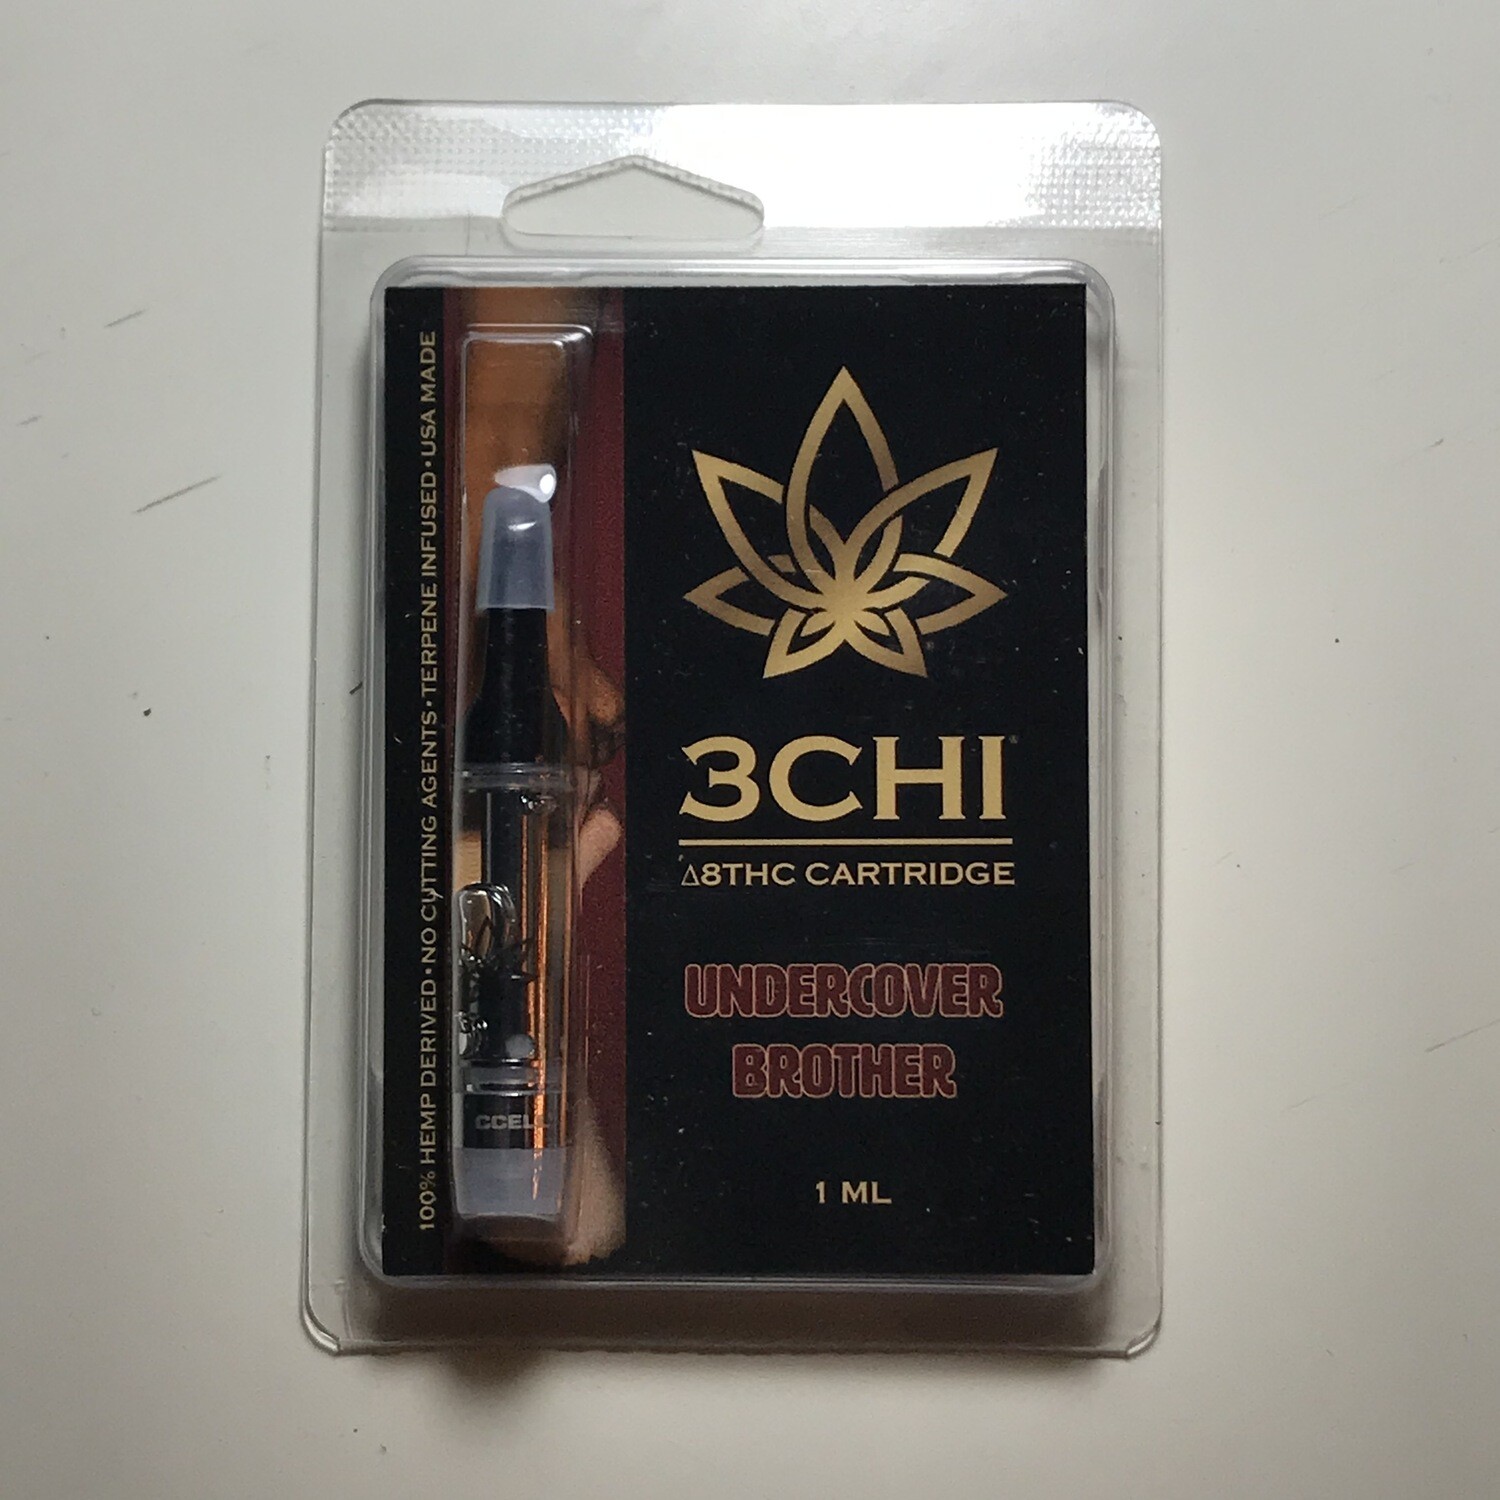 100% HEMP DERIVED • NO CUTTING AGENTS • TERPENE INFUSED • USA MADE
3CHI
Δ8THC CARTRIDGE
UNDERCOVER
BROTHER
1 ML
CCELL